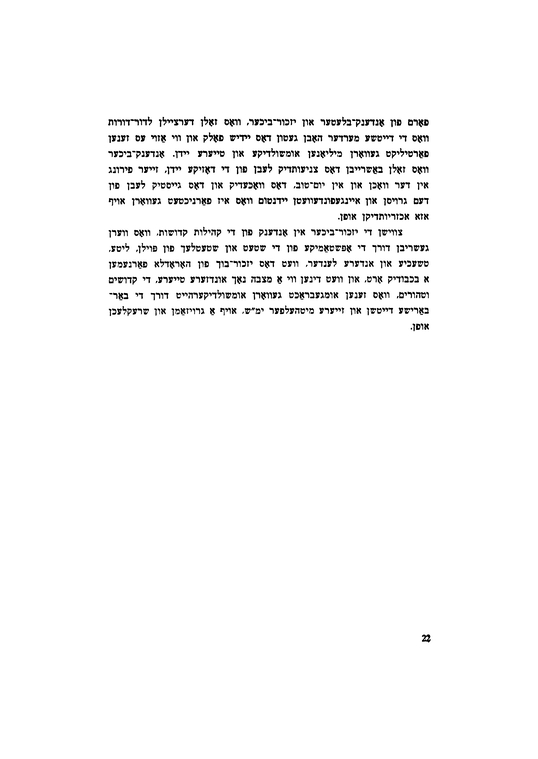 פאָרם פון אָנדענק־בלעטער און יזכור־ביכער, וואָס זאָלן דערציילן לדור־דורות
וואָס די דייטשע מערדער האָבן געטון דאָס יידיש פאָלק און ווי אַזוי עס זענען
פאַרטיליקט געוואָרן מיליאָנען אומשולדיקע און טייערע יידן. אָנדענק־ביכער
וואָס זאָלן באַשרייבן דאָס צניעותדיק לעבן פון די דאָזיקע יידן, זייער פירונג
אין דער וואָכן און אין יום־טוב, דאָס וואָכעדיק און דאָס גייסטיק לעבן פון
דעם גרויסן און איינגעפונדעוועטן יידנטום וואָס איז פאַרניכטעט געוואָרן אויף
אַזאַ אכזריותדיקן אופן.
צווישן די יזכור־ביכער אין אָנדענק פון די קהילות קדושות, וואָס ווערן
געשריבן דורך די אָפּשטאַמיקע פון די שטעט און שטעטלעך פון פּוילן, ליטע,
טשעכיע און אַנדערע לענדער, וועט דאָס יזכור־בוך פון האָראָדלאָ פאַרנעמען
אַ בכבודיק אָרט, און וועט דינען ווי אַ מצבה נאָך אונדזערע טייערע, די קדושים
וטהורים, וואָס זענען אומגעבראַכט געוואָרן אומשולדיקערהייט דורך די באַר־
באַרישע דייטשן און זייערע מיטהעלפער ימ״ש, אויף אַ גרויזאַמן און שרעקלעכן
אופן.
22